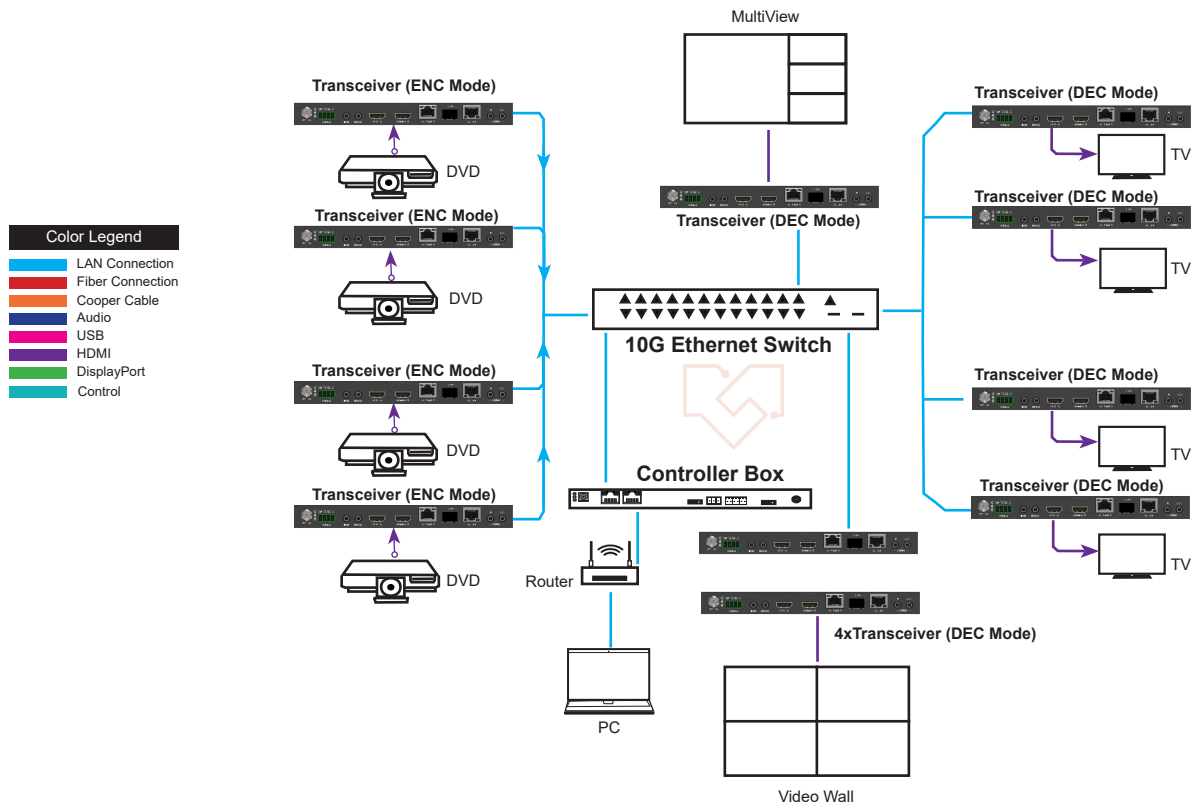 MultiView
Transceiver (ENC Mode)
DVD
Transceiver (ENC Mode)
DVD
Transceiver (ENC Mode)
DVD
Transceiver (ENC Mode)
DVD
Color Legend
LAN Connection
Fiber Connection
Cooper Cable
Audio
USB
HDMI
DisplayPort
Control
Transceiver (DEC Mode)
10G Ethernet Switch
Controller Box
Router
PC
4xTransceiver (DEC Mode)
Video Wall
Transceiver (DEC Mode)
TV
Transceiver (DEC Mode)
TV
Transceiver (DEC Mode)
TV
Transceiver (DEC Mode)
TV